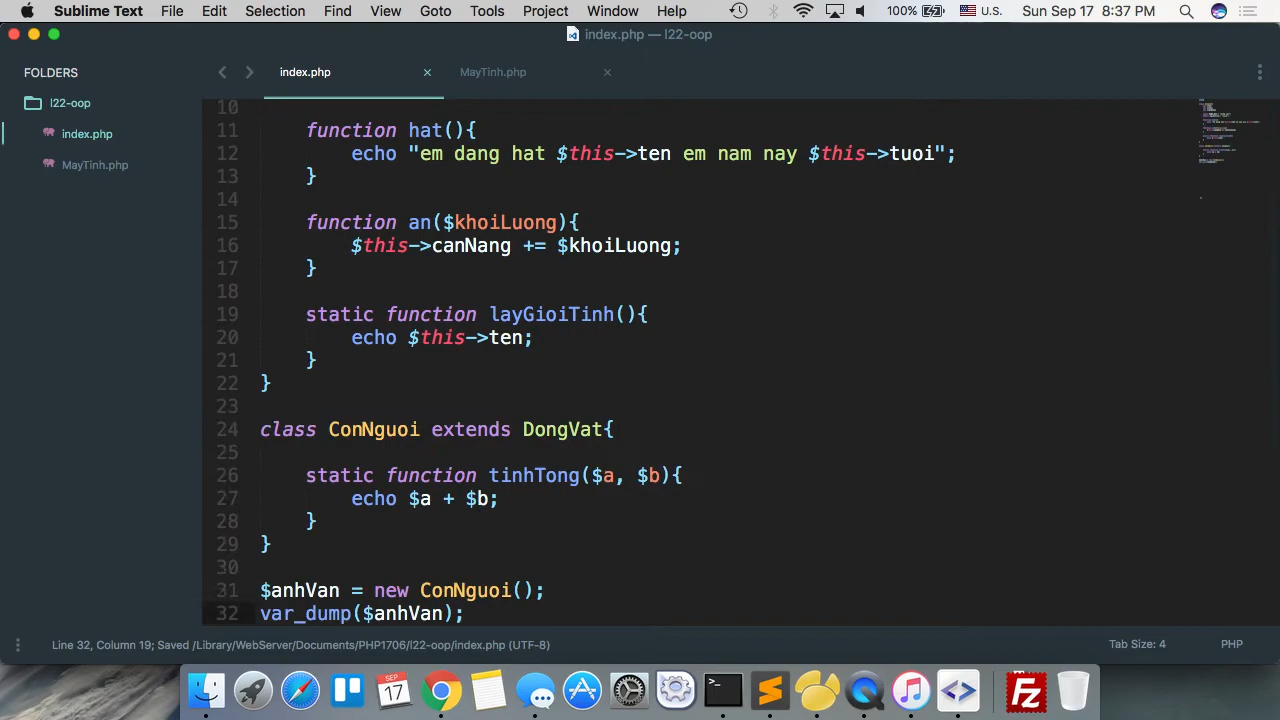 Sublime Text File Edit Selection Find View Goto Tools Project Window Help 100% U.S. Sun Sep 17 8:37 PM
index.php — l22-oop
FOLDERS
l22-oop
index.php
MayTinh.php
index.php × MayTinh.php ×
10
11 function hat(){
12 echo "em dang hat $this->ten em nam nay $this->tuoi";
13 }
14
15 function an($khoiLuong){
16 $this->canNang += $khoiLuong;
17 }
18
19 static function layGioiTinh(){
20 echo $this->ten;
21 }
22 }
23
24 class ConNguoi extends DongVat{
25
26 static function tinhTong($a, $b){
27 echo $a + $b;
28 }
29 }
30
31 $anhVan = new ConNguoi();
32 var_dump($anhVan);
Line 32, Column 19; Saved /Library/WebServer/Documents/PHP1706/l22-oop/index.php (UTF-8) Tab Size: 4 PHP
SEP
17